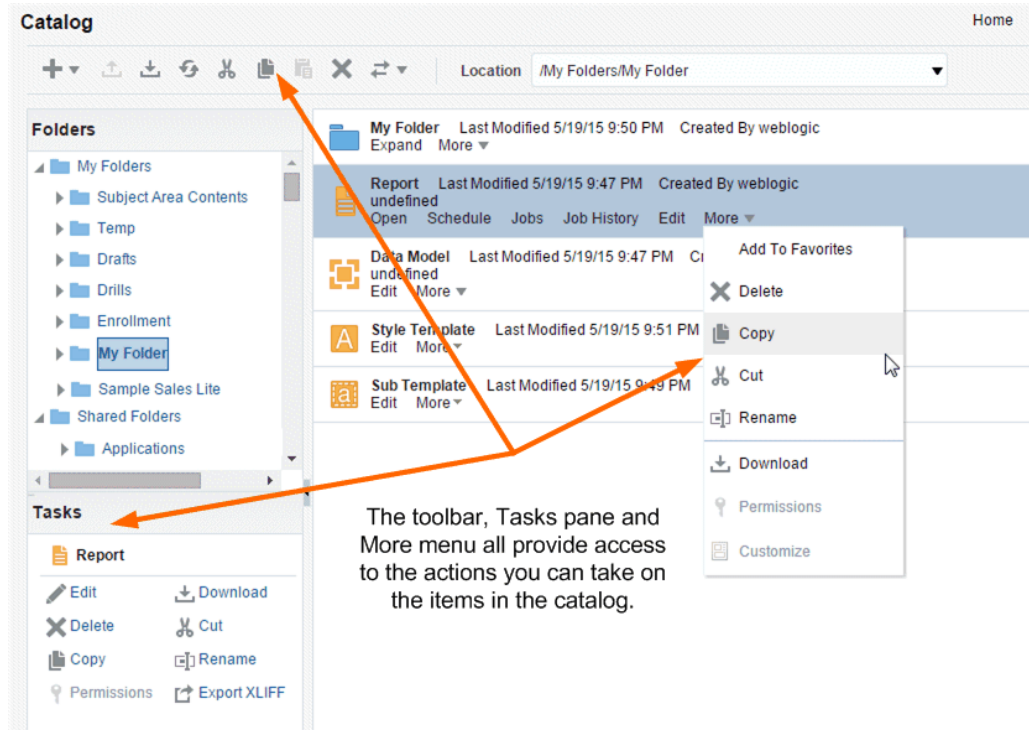 Catalog
Home
Location /My Folders/My Folder
Folders
My Folders
Subject Area Contents
Temp
Drafts
Drills
Enrollment
My Folder
Sample Sales Lite
Shared Folders
Applications
My Folder Last Modified 5/19/15 9:50 PM Created By weblogic
Expand More
Report Last Modified 5/19/15 9:47 PM Created By weblogic
undefined
Open Schedule Jobs Job History Edit More
Data Model Last Modified 5/19/15 9:47 PM
undefined
Edit More
Style Template Last Modified 5/19/15 9:51 PM
Edit More
Sub Template Last Modified 5/19/15 9:49 PM
Edit More
Add To Favorites
Delete
Copy
Cut
Rename
Download
Permissions
Customize
Tasks
Report
Edit Download
Delete Cut
Copy Rename
Permissions Export XLIFF
The toolbar, Tasks pane and
More menu all provide access
to the actions you can take on
the items in the catalog.